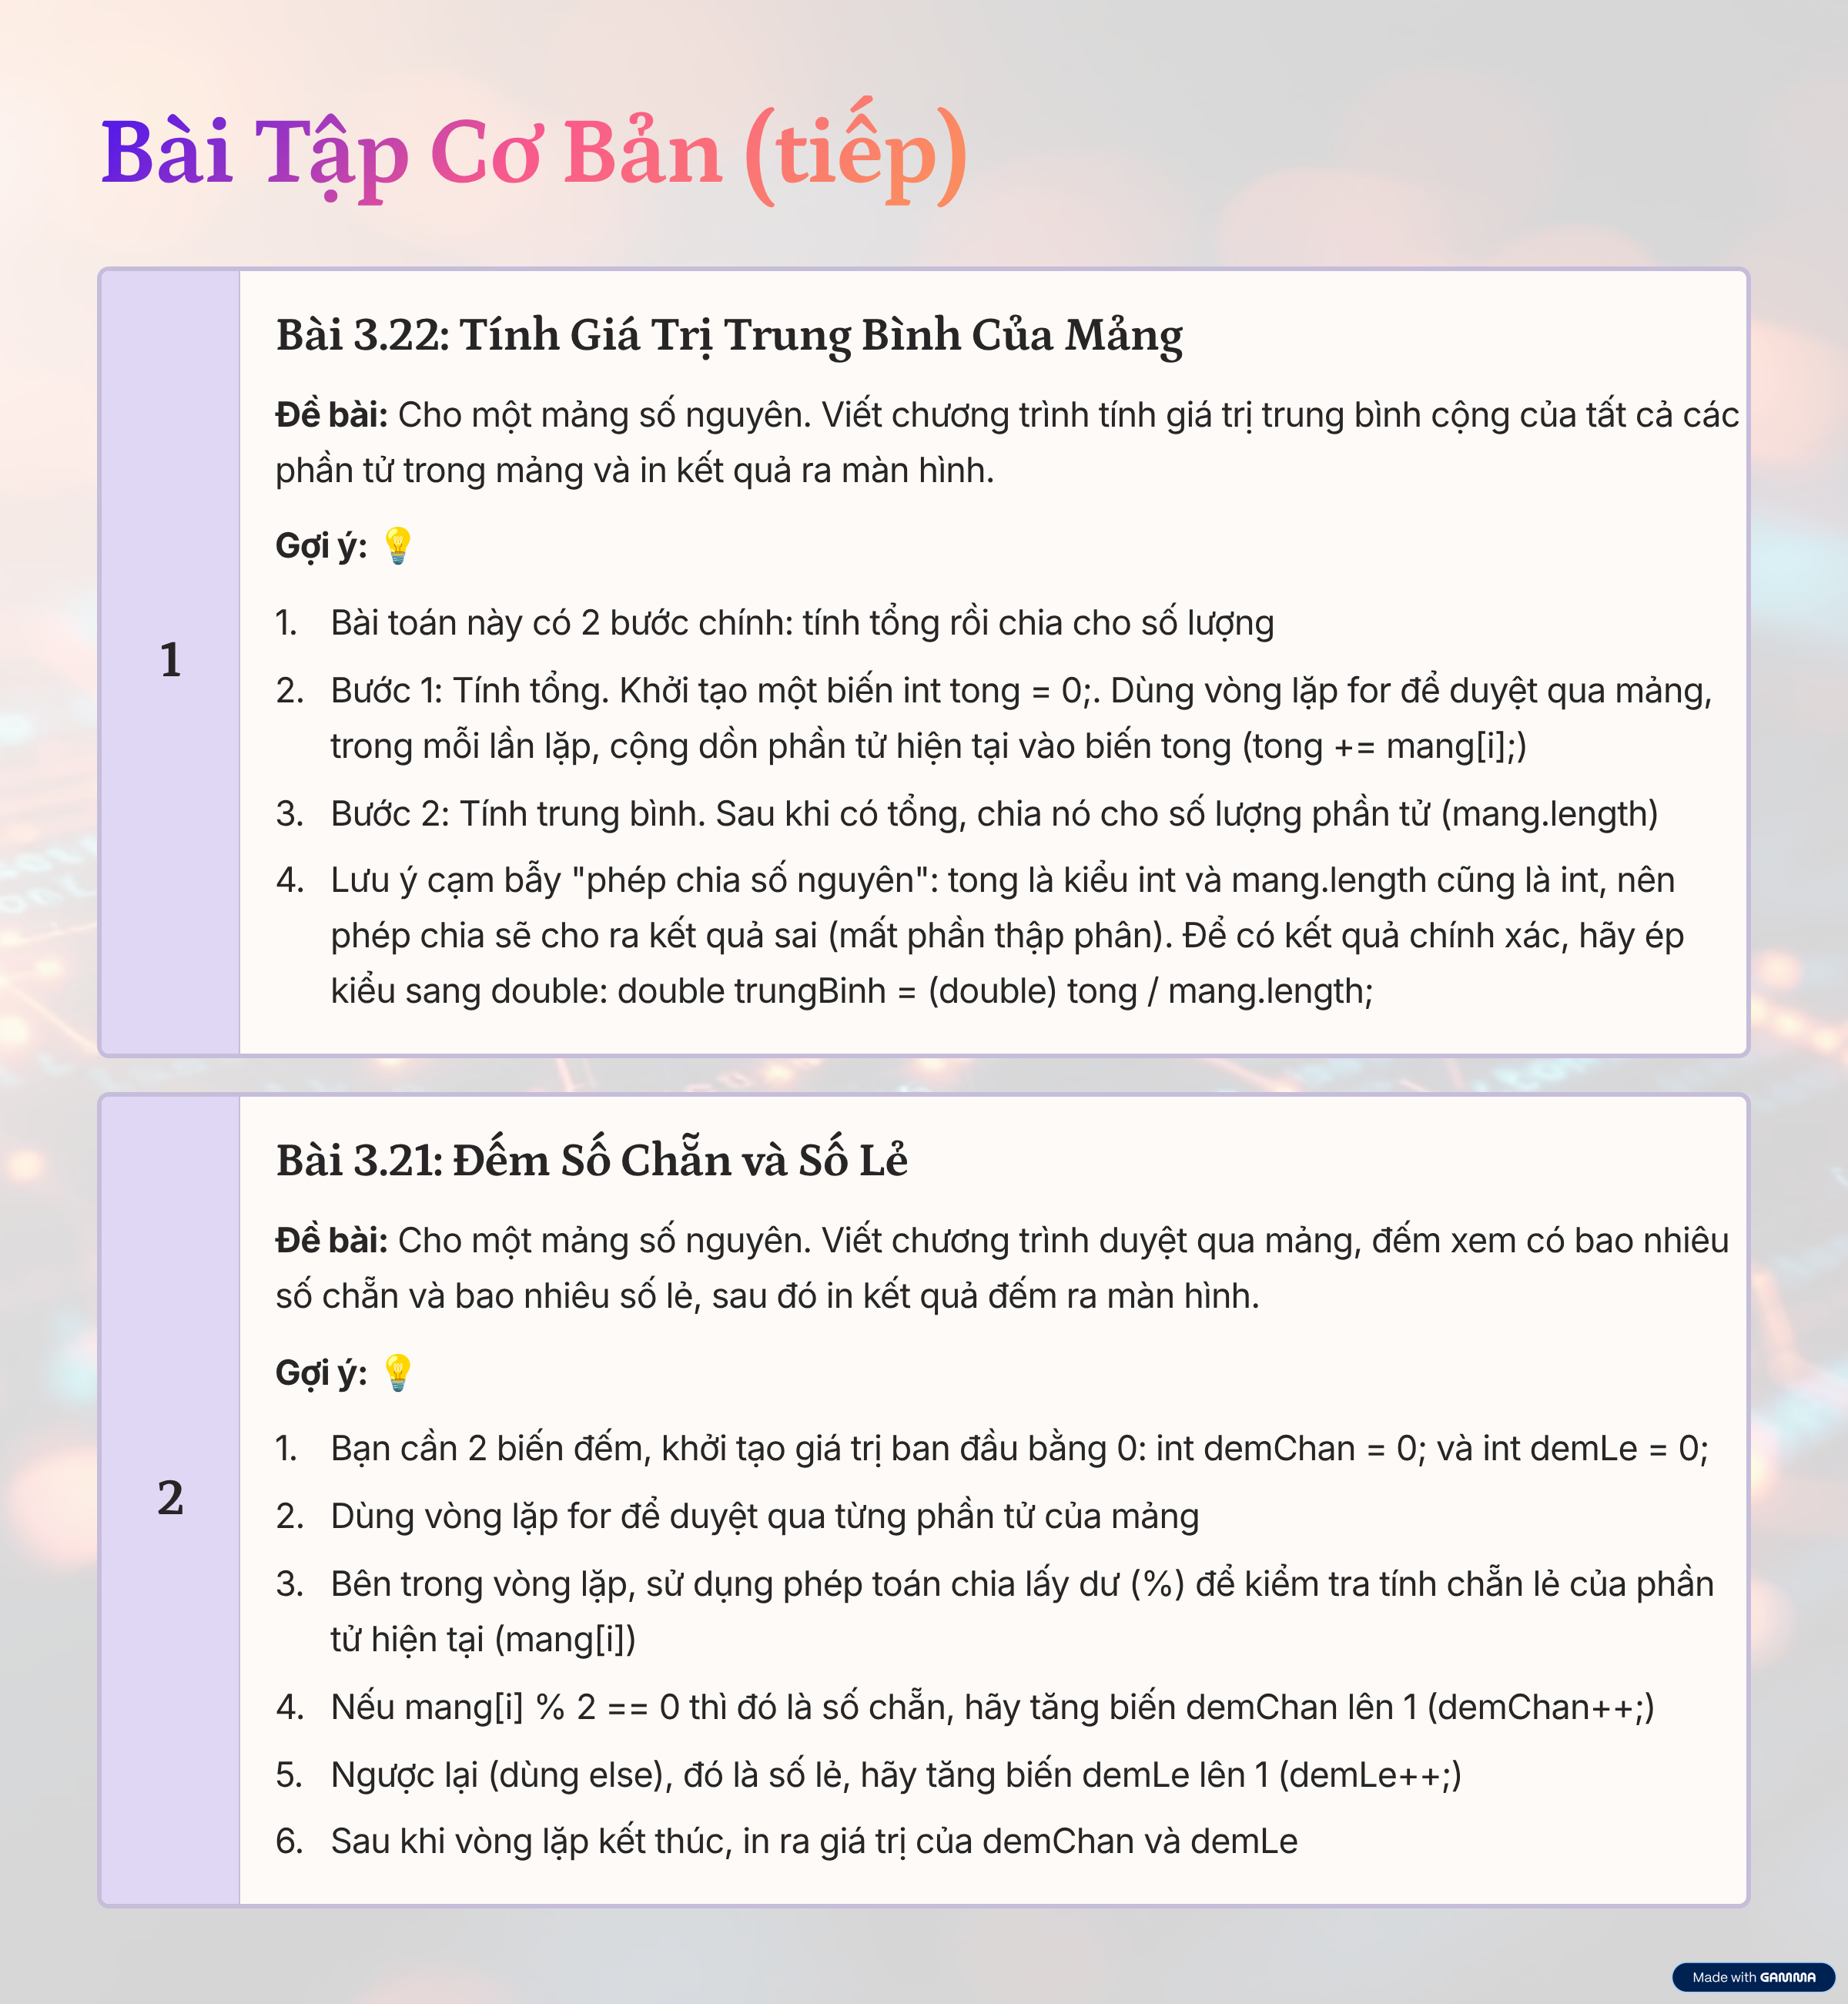 Bài Tập Cơ Bản (tiếp)
1
Bài 3.22: Tính Giá Trị Trung Bình Của Mảng
Đề bài: Cho một mảng số nguyên. Viết chương trình tính giá trị trung bình cộng của tất cả các
phần tử trong mảng và in kết quả ra màn hình.
Gợi ý: 💡
1. Bài toán này có 2 bước chính: tính tổng rồi chia cho số lượng
2. Bước 1: Tính tổng. Khởi tạo một biến int tong = 0;. Dùng vòng lặp for để duyệt qua mảng,
trong mỗi lần lặp, cộng dồn phần tử hiện tại vào biến tong (tong += mang[i];)
3. Bước 2: Tính trung bình. Sau khi có tổng, chia nó cho số lượng phần tử (mang.length)
4. Lưu ý cạm bẫy "phép chia số nguyên": tong là kiểu int và mang.length cũng là int, nên
phép chia sẽ cho ra kết quả sai (mất phần thập phân). Để có kết quả chính xác, hãy ép
kiểu sang double: double trungBinh = (double) tong / mang.length;
2
Bài 3.21: Đếm Số Chẵn và Số Lẻ
Đề bài: Cho một mảng số nguyên. Viết chương trình duyệt qua mảng, đếm xem có bao nhiêu
số chẵn và bao nhiêu số lẻ, sau đó in kết quả đếm ra màn hình.
Gợi ý: 💡
1. Bạn cần 2 biến đếm, khởi tạo giá trị ban đầu bằng 0: int demChan = 0; và int demLe = 0;
2. Dùng vòng lặp for để duyệt qua từng phần tử của mảng
3. Bên trong vòng lặp, sử dụng phép toán chia lấy dư (%) để kiểm tra tính chẵn lẻ của phần
tử hiện tại (mang[i])
4. Nếu mang[i] % 2 == 0 thì đó là số chẵn, hãy tăng biến demChan lên 1 (demChan++;)
5. Ngược lại (dùng else), đó là số lẻ, hãy tăng biến demLe lên 1 (demLe++;)
6. Sau khi vòng lặp kết thúc, in ra giá trị của demChan và demLe
Made with GAMMA